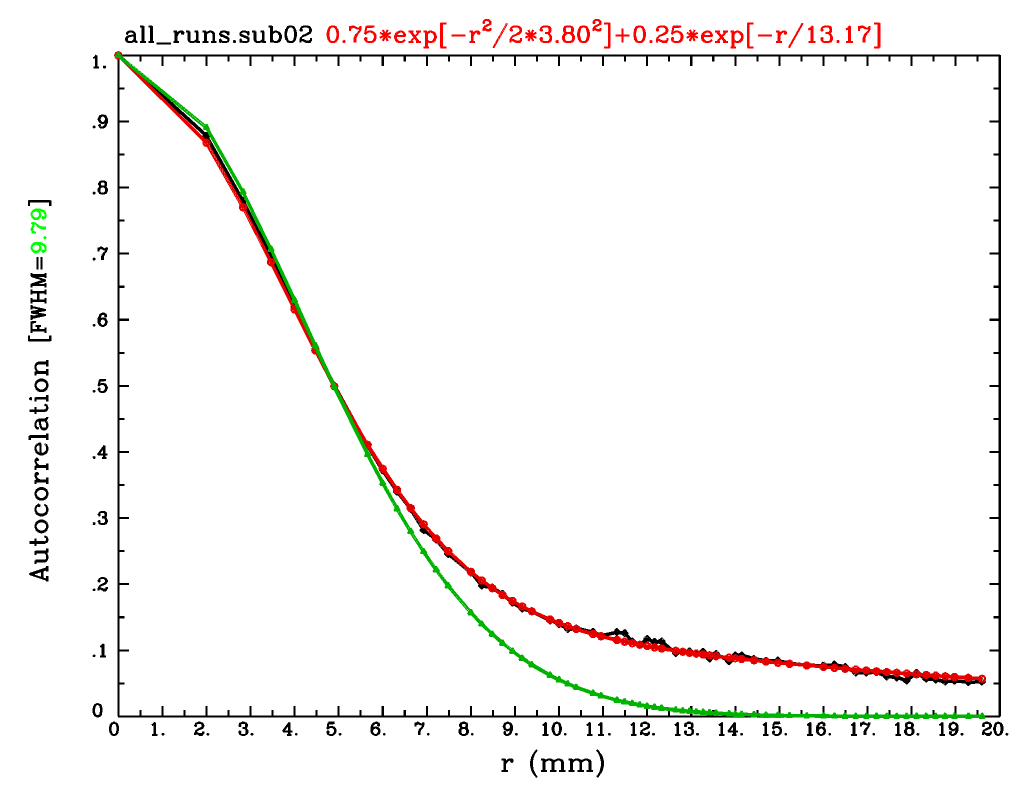 all_runs.sub02 0.75*exp[-r²/2*3.80²]+0.25*exp[-r/13.17]
1.
.9
.8
.7
.6
.5
.4
.3
.2
.1
0
Autocorrelation [FWHM=9.79]
0 1. 2. 3. 4. 5. 6. 7. 8. 9. 10. 11. 12. 13. 14. 15. 16. 17. 18. 19. 20.
r (mm)